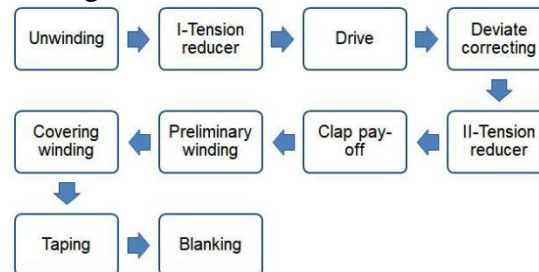 Unwinding
I-Tension
reducer
Drive
Deviate
correcting
Covering
winding
Preliminary
winding
Clap pay-
off
II-Tension
reducer
Taping
Blanking